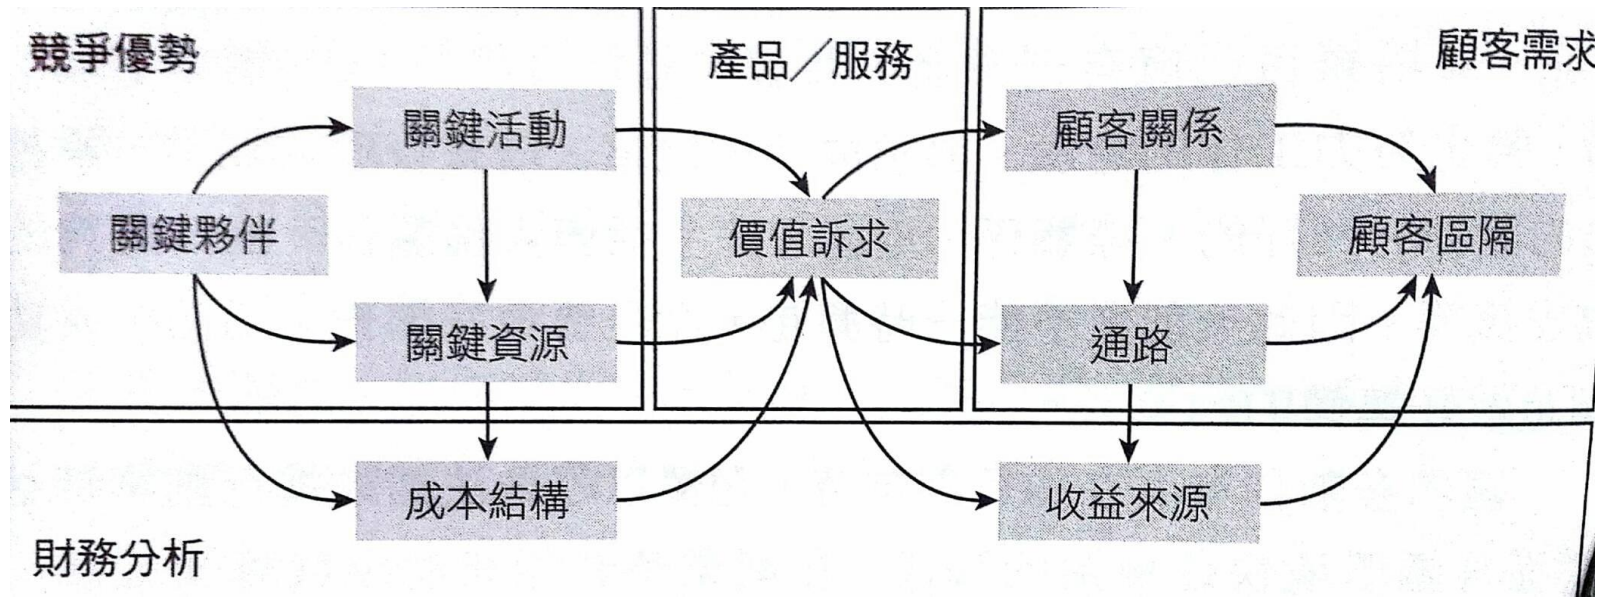 競爭優勢
產品／服務
顧客需求
關鍵活動
顧客關係
關鍵夥伴
價值訴求
顧客區隔
關鍵資源
通路
成本結構
收益來源
財務分析